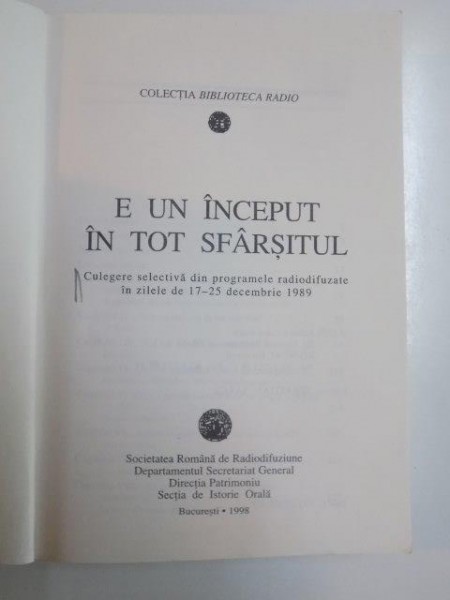 COLECȚIA BIBLIOTECA RADIO
E UN ÎNCEPUT
ÎN TOT SFÂRȘITUL
Culegere selectivă din programele radiodifuzate
în zilele de 17–25 decembrie 1989
Societatea Română de Radiodifuziune
Departamentul Secretariat General
Direcția Patrimoniu
Secția de Istorie Orală
București • 1998